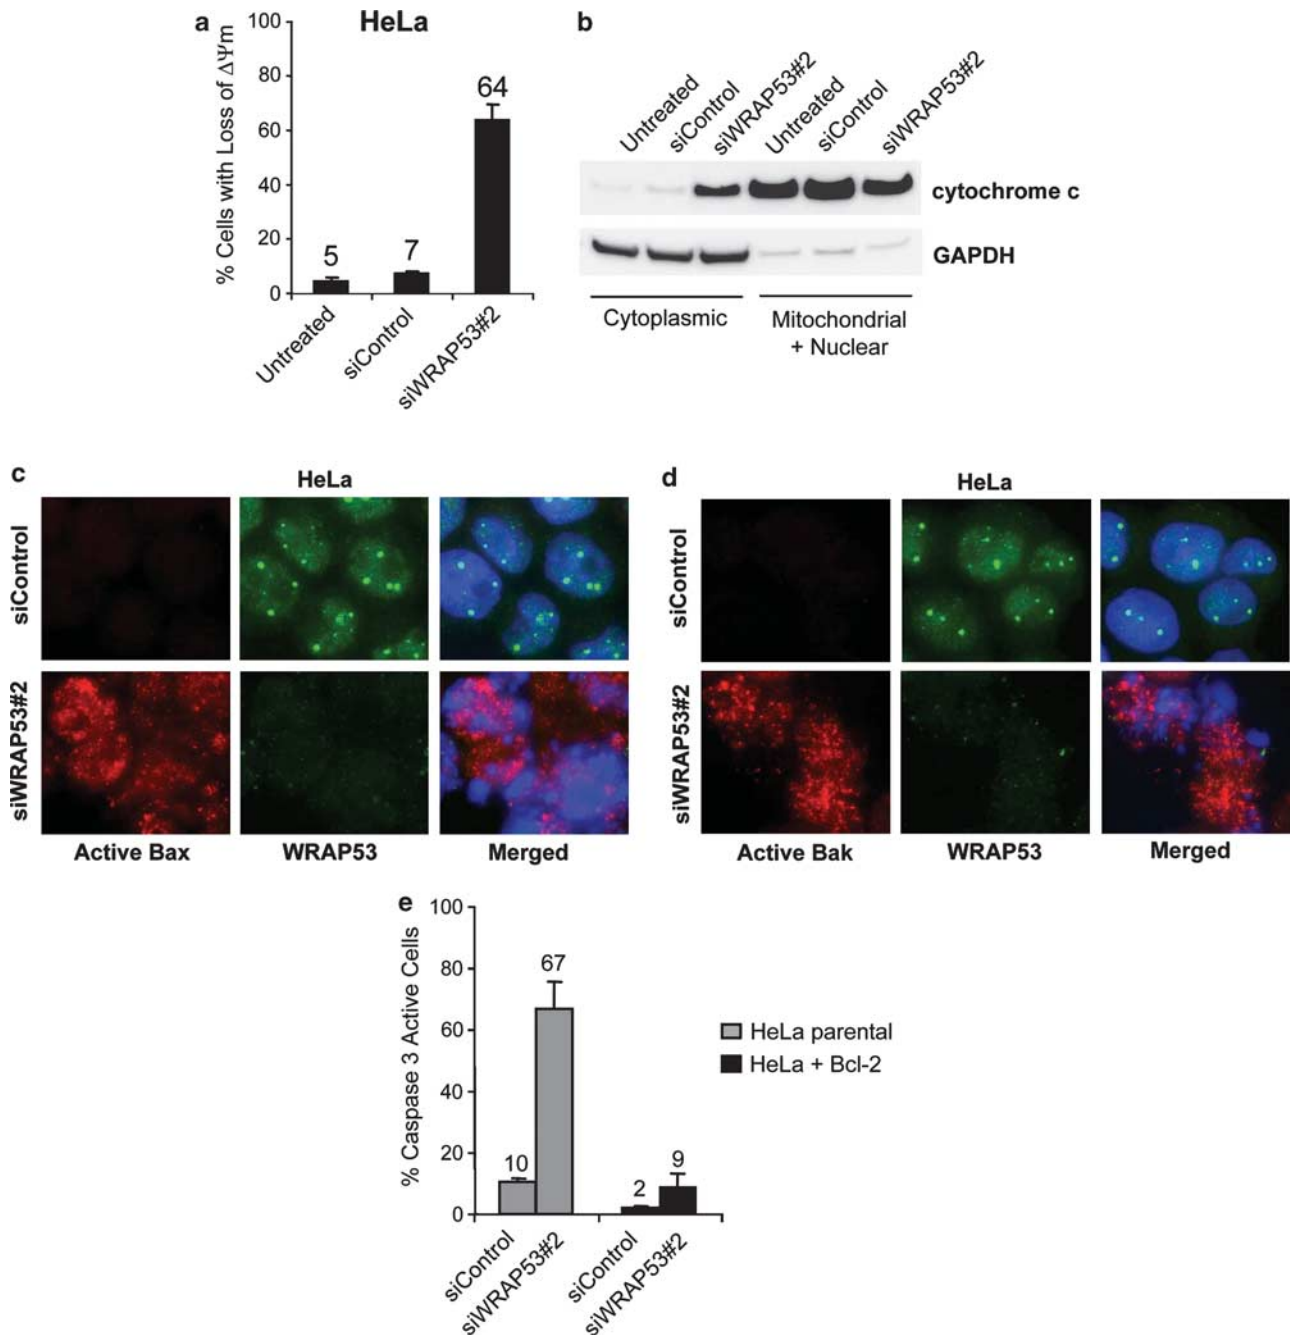 a
HeLa
% Cells with Loss of ΔΨm
100
80
60
40
20
0
5
7
64
Untreated
siControl
siWRAP53#2
b
Untreated
siControl
siWRAP53#2
Untreated
siControl
siWRAP53#2
cytochrome c
GAPDH
Cytoplasmic
Mitochondrial
+ Nuclear
c
HeLa
siControl
siWRAP53#2
Active Bax
WRAP53
Merged
d
HeLa
siControl
siWRAP53#2
Active Bak
WRAP53
Merged
e
% Caspase 3 Active Cells
100
80
60
40
20
0
10
67
2
9
siControl
siWRAP53#2
siControl
siWRAP53#2
HeLa parental
HeLa + Bcl-2